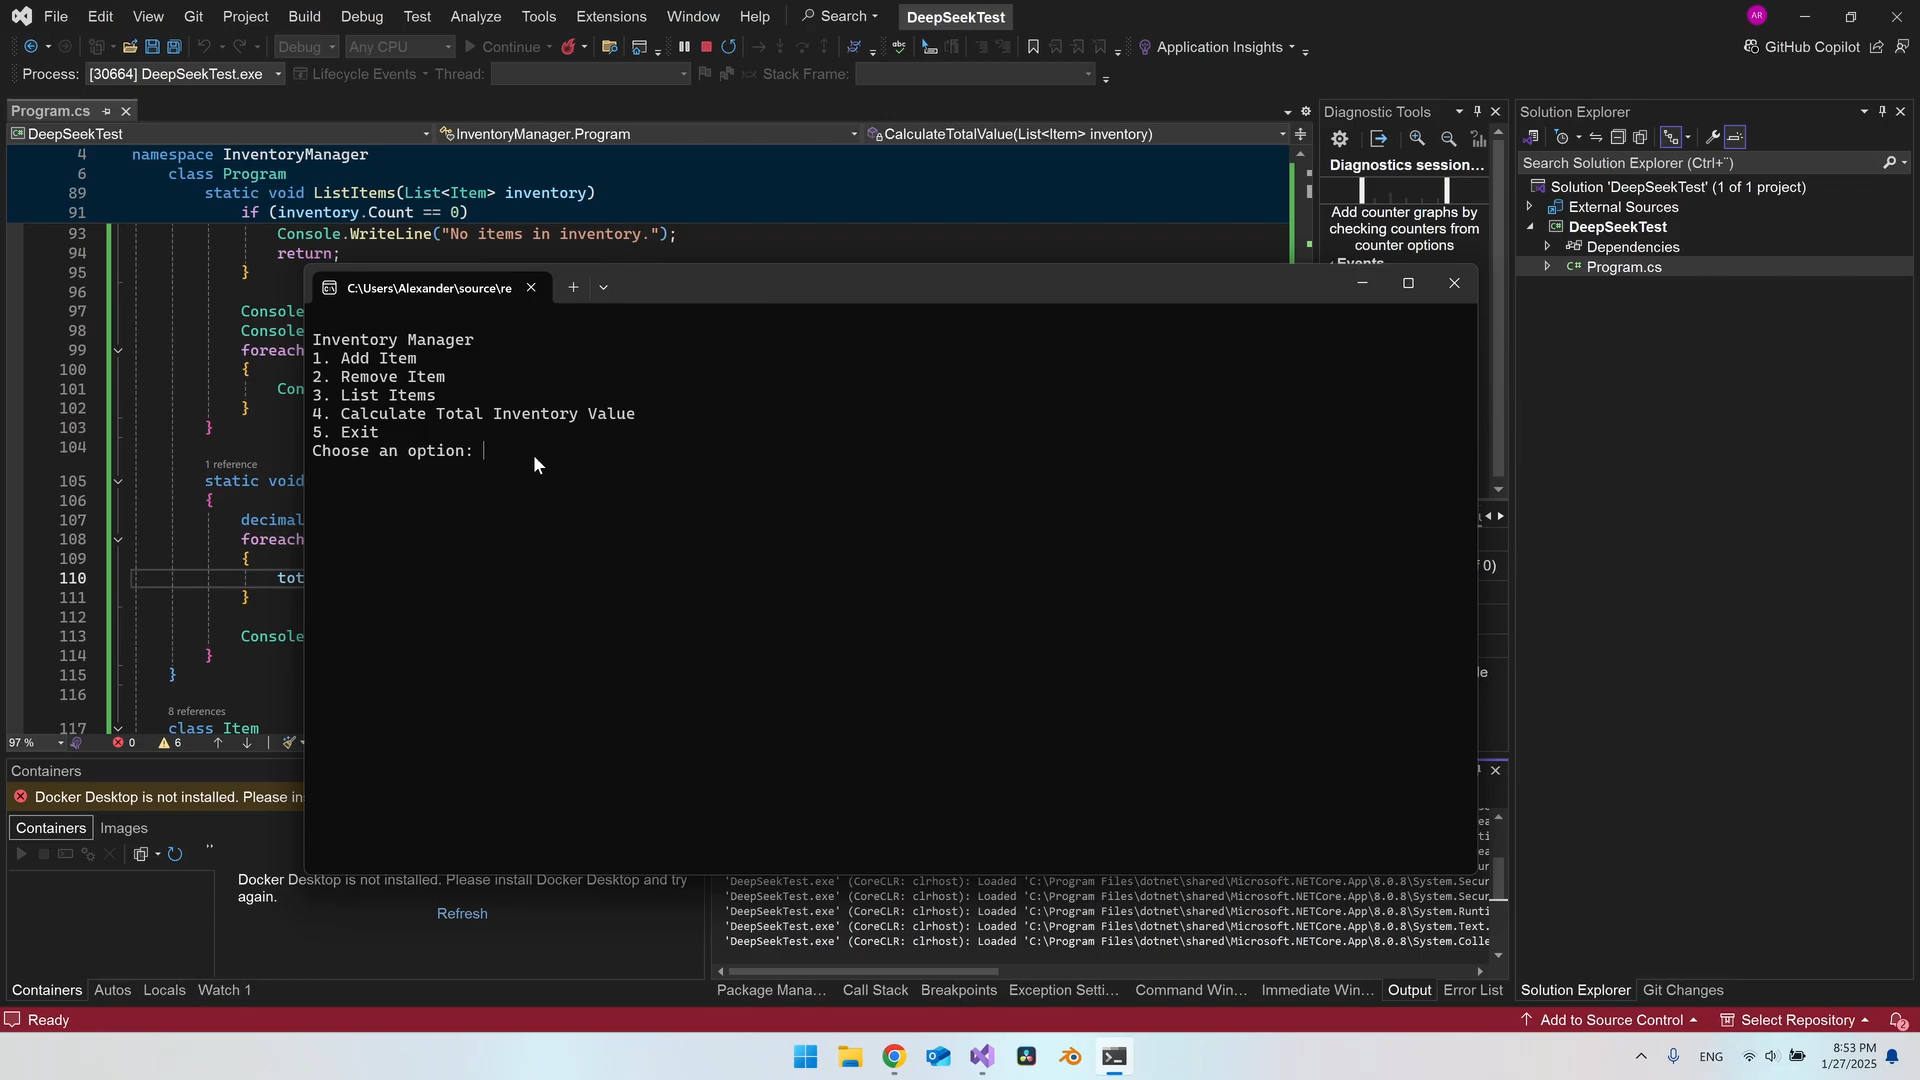 File Edit View Git Project Build Debug Test Analyze Tools Extensions Window Help Search DeepSeekTest AR
Debug Any CPU Continue Application Insights GitHub Copilot
Process: [30664] DeepSeekTest.exe Lifecycle Events Thread: Stack Frame:
Program.cs
DeepSeekTest InventoryManager.Program CalculateTotalValue(List<Item> inventory)
4 namespace InventoryManager
6 class Program
89 static void ListItems(List<Item> inventory)
91 if (inventory.Count == 0)
93 Console.WriteLine("No items in inventory.");
94 return;
95 }
96
97 Console
98 Console
99 foreach
100 {
101 Con
102 }
103 }
104
1 reference
105 static void
106 {
107 decimal
108 foreach
109 {
110 tot
111 }
112
113 Console
114 }
115 }
116
8 references
117 class Item
97 % 0 6
C:\Users\Alexander\source\re
Inventory Manager
1. Add Item
2. Remove Item
3. List Items
4. Calculate Total Inventory Value
5. Exit
Choose an option:
Diagnostic Tools
Diagnostics session...
Add counter graphs by
checking counters from
counter options
Events
0)
le
Solution Explorer
Search Solution Explorer (Ctrl+¨)
Solution 'DeepSeekTest' (1 of 1 project)
External Sources
DeepSeekTest
Dependencies
C# Program.cs
Containers
Docker Desktop is not installed. Please ins
Containers Images
Docker Desktop is not installed. Please install Docker Desktop and try
again.
Refresh
'DeepSeekTest.exe' (CoreCLR: clrhost): Loaded 'C:\Program Files\dotnet\shared\Microsoft.NETCore.App\8.0.8\System.Secur
'DeepSeekTest.exe' (CoreCLR: clrhost): Loaded 'C:\Program Files\dotnet\shared\Microsoft.NETCore.App\8.0.8\System.Secur
'DeepSeekTest.exe' (CoreCLR: clrhost): Loaded 'C:\Program Files\dotnet\shared\Microsoft.NETCore.App\8.0.8\System.Runti
'DeepSeekTest.exe' (CoreCLR: clrhost): Loaded 'C:\Program Files\dotnet\shared\Microsoft.NETCore.App\8.0.8\System.Text.
'DeepSeekTest.exe' (CoreCLR: clrhost): Loaded 'C:\Program Files\dotnet\shared\Microsoft.NETCore.App\8.0.8\System.Colle
Containers Autos Locals Watch 1
Package Mana... Call Stack Breakpoints Exception Setti... Command Win... Immediate Win... Output Error List
Solution Explorer Git Changes
Ready Add to Source Control Select Repository 2
ENG 8:53 PM
1/27/2025